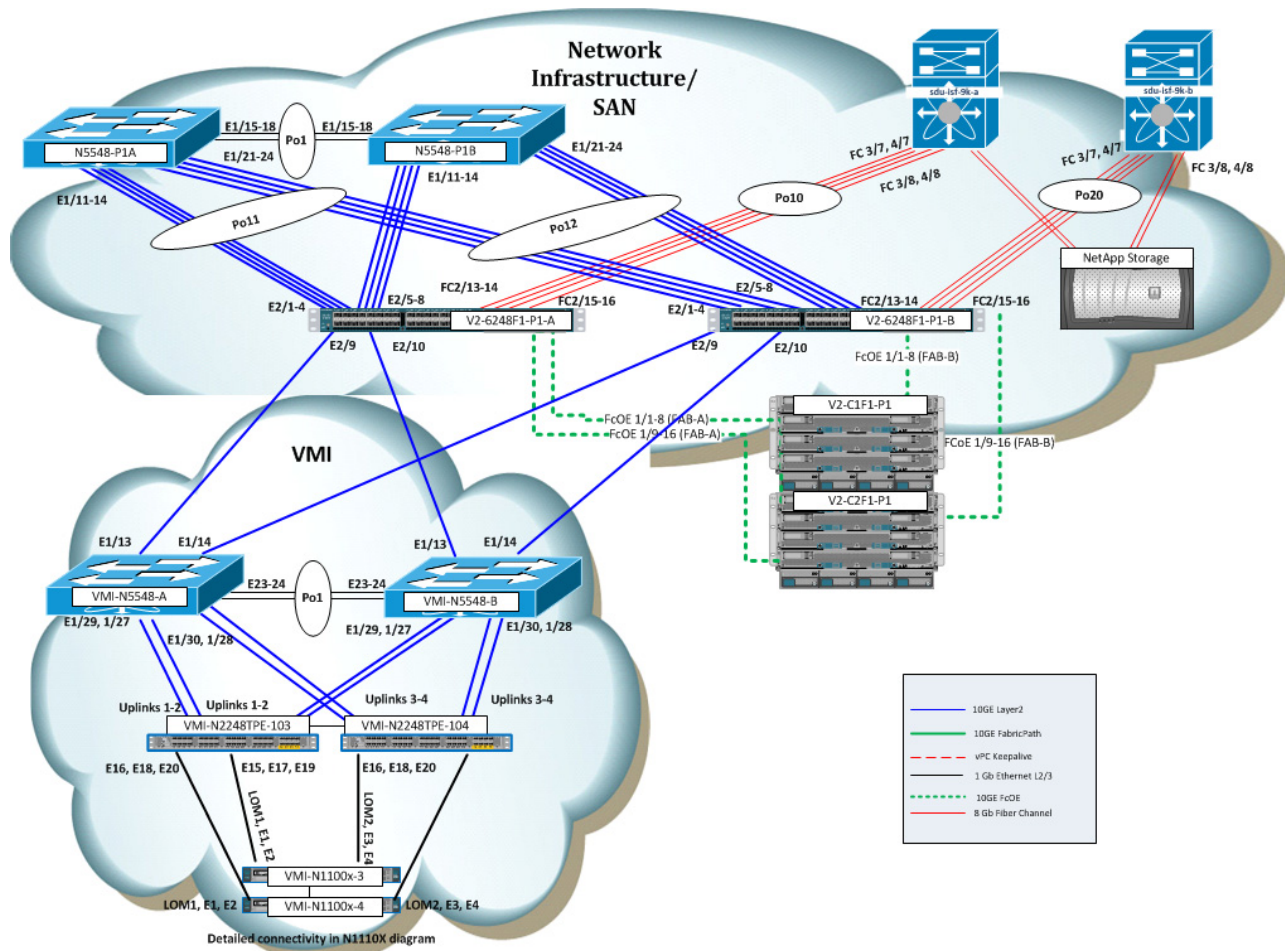 Network
Infrastructure/
SAN
sdu-isf-9k-a
sdu-isf-9k-b
E1/15-18
Po1
E1/15-18
N5548-P1A
N5548-P1B
E1/21-24
E1/21-24
E1/11-14
E1/11-14
FC 3/7, 4/7
FC 3/8, 4/8
FC 3/7, 4/7
FC 3/8, 4/8
Po10
Po20
Po11
Po12
NetApp Storage
E2/1-4
E2/5-8
FC2/13-14
FC2/15-16
V2-6248F1-P1-A
E2/9
E2/10
E2/1-4
E2/5-8
FC2/13-14
FC2/15-16
V2-6248F1-P1-B
E2/9
E2/10
FcOE 1/1-8 (FAB-B)
FcOE 1/1-8 (FAB-A)
FcOE 1/9-16 (FAB-A)
V2-C1F1-P1
FCoE 1/9-16 (FAB-B)
V2-C2F1-P1
VMI
E1/13
E1/14
E1/13
E1/14
E23-24
Po1
E23-24
VMI-N5548-A
VMI-N5548-B
E1/29, 1/27
E1/30, 1/28
E1/29, 1/27
E1/30, 1/28
Uplinks 1-2
Uplinks 1-2
Uplinks 3-4
Uplinks 3-4
VMI-N2248TPE-103
VMI-N2248TPE-104
E16, E18, E20
E15, E17, E19
E16, E18, E20
LOM1, E1, E2
LOM2, E3, E4
VMI-N1100x-3
VMI-N1100x-4
LOM1, E1, E2
LOM2, E3, E4
Detailed connectivity in N1110X diagram
10GE Layer2
10GE FabricPath
vPC Keepalive
1 Gb Ethernet L2/3
10GE FcOE
8 Gb Fiber Channel